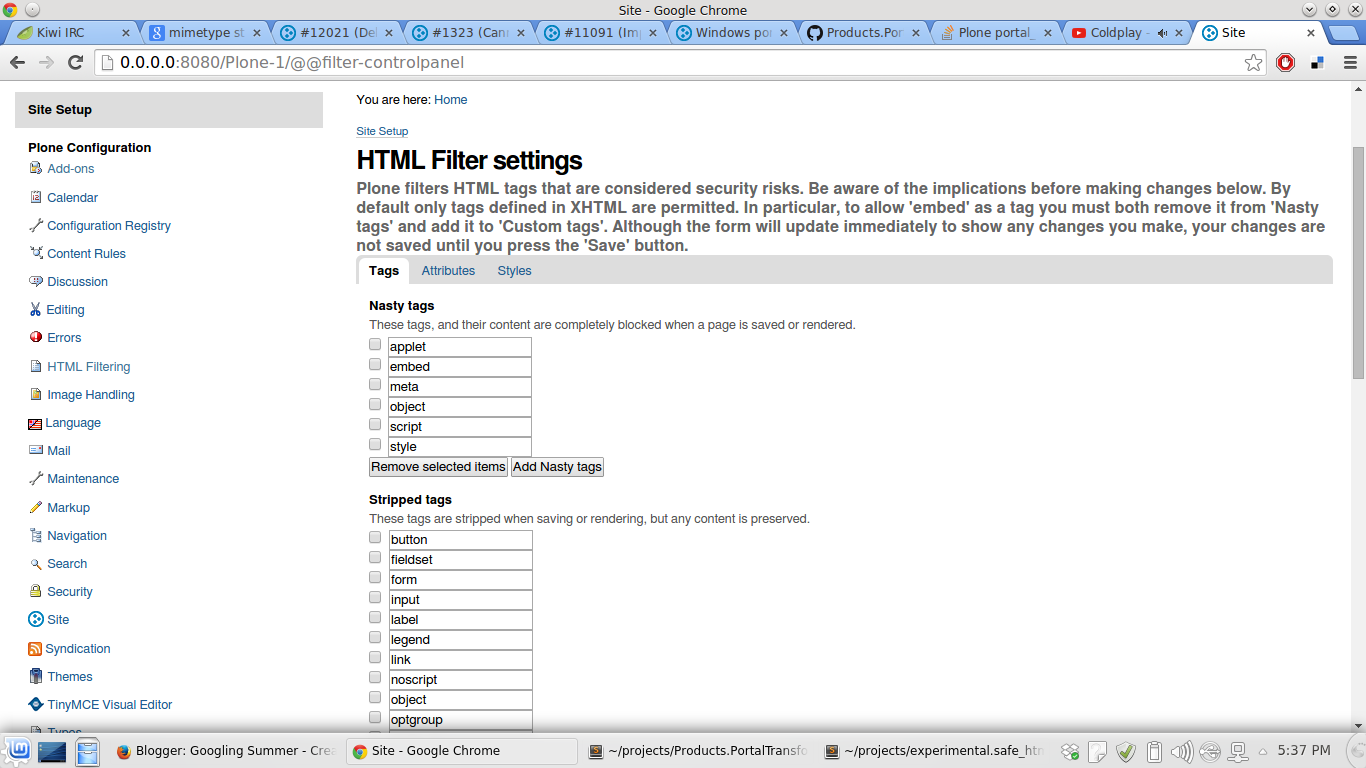 Site - Google Chrome
Kiwi IRC
mimetype st
#12021 (Del
#1323 (Can
#11091 (Im
Windows po
Products.Por
Plone portal_
Coldplay -
Site
0.0.0.0:8080/Plone-1/@@filter-controlpanel
Site Setup
Plone Configuration
Add-ons
Calendar
Configuration Registry
Content Rules
Discussion
Editing
Errors
HTML Filtering
Image Handling
Language
Mail
Maintenance
Markup
Navigation
Search
Security
Site
Syndication
Themes
TinyMCE Visual Editor
Types
You are here: Home
Site Setup
HTML Filter settings
Plone filters HTML tags that are considered security risks. Be aware of the implications before making changes below. By
default only tags defined in XHTML are permitted. In particular, to allow 'embed' as a tag you must both remove it from 'Nasty
tags' and add it to 'Custom tags'. Although the form will update immediately to show any changes you make, your changes are
not saved until you press the 'Save' button.
Tags Attributes Styles
Nasty tags
These tags, and their content are completely blocked when a page is saved or rendered.
applet
embed
meta
object
script
style
Remove selected items Add Nasty tags
Stripped tags
These tags are stripped when saving or rendering, but any content is preserved.
button
fieldset
form
input
label
legend
link
noscript
object
optgroup
Blogger: Googling Summer - Cre
Site - Google Chrome
~/projects/Products.PortalTransfo
~/projects/experimental.safe_htm
5:37 PM